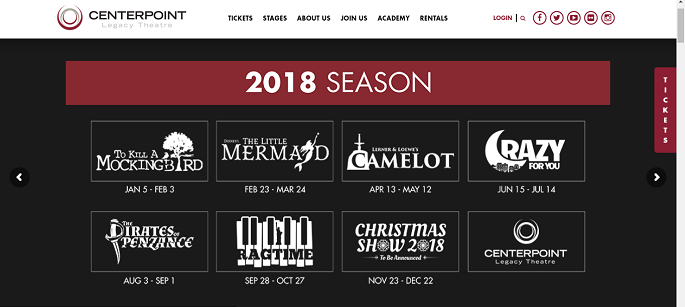 CENTERPOINT
Legacy Theatre
TICKETS STAGES ABOUT US JOIN US ACADEMY RENTALS
LOGIN
2018 SEASON
TICKETS
TO KILL A
MOCKINGBIRD
JAN 5 - FEB 3
DISNEY'S THE LITTLE
MERMAID
FEB 23 - MAR 24
LERNER & LOEWE'S
CAMELOT
APR 13 - MAY 12
CRAZY
FOR YOU
JUN 15 - JUL 14
THE
PIRATES OF
PENZANCE
AUG 3 - SEP 1
RAGTIME
SEP 28 - OCT 27
CHRISTMAS
SHOW 2018
To Be Announced
NOV 23 - DEC 22
CENTERPOINT
Legacy Theatre